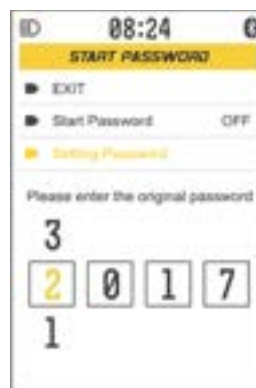 08:24
START PASSWORD
EXIT
Start Password OFF
Setting Password
Please enter the original password
3
2 0 1 7
1